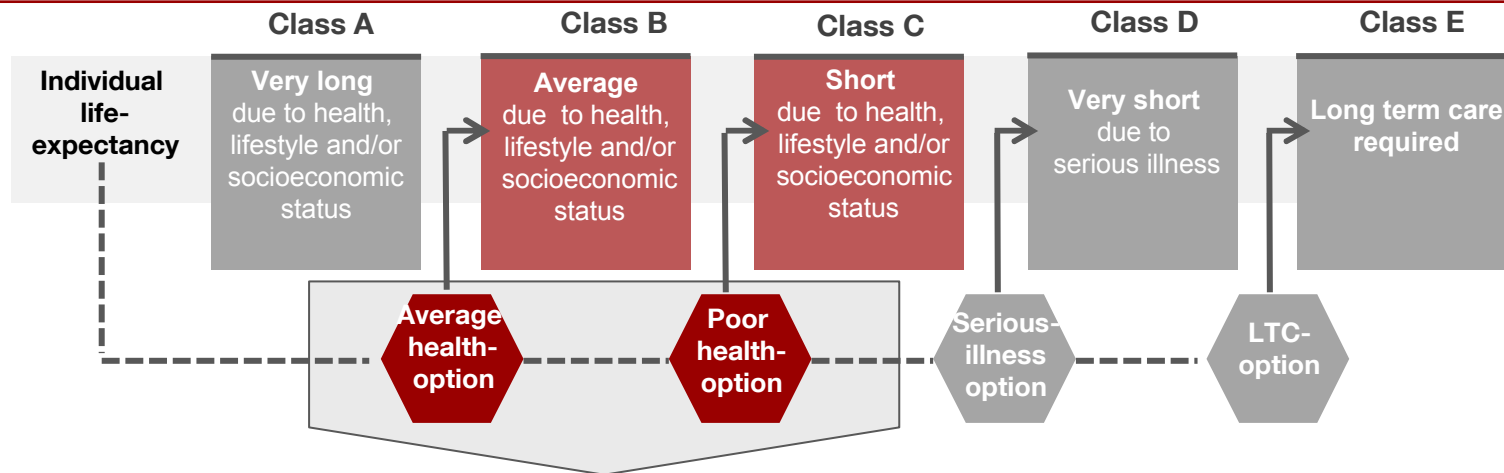 Class A
Class B
Class C
Class D
Class E
Individual
life-
expectancy
Very long
due to health,
lifestyle and/or
socioeconomic
status
Average
due to health,
lifestyle and/or
socioeconomic
status
Short
due to health,
lifestyle and/or
socioeconomic
status
Very short
due to
serious illness
Long term care
required
Average
health-
option
Poor
health-
option
Serious-
illness
option
LTC-
option